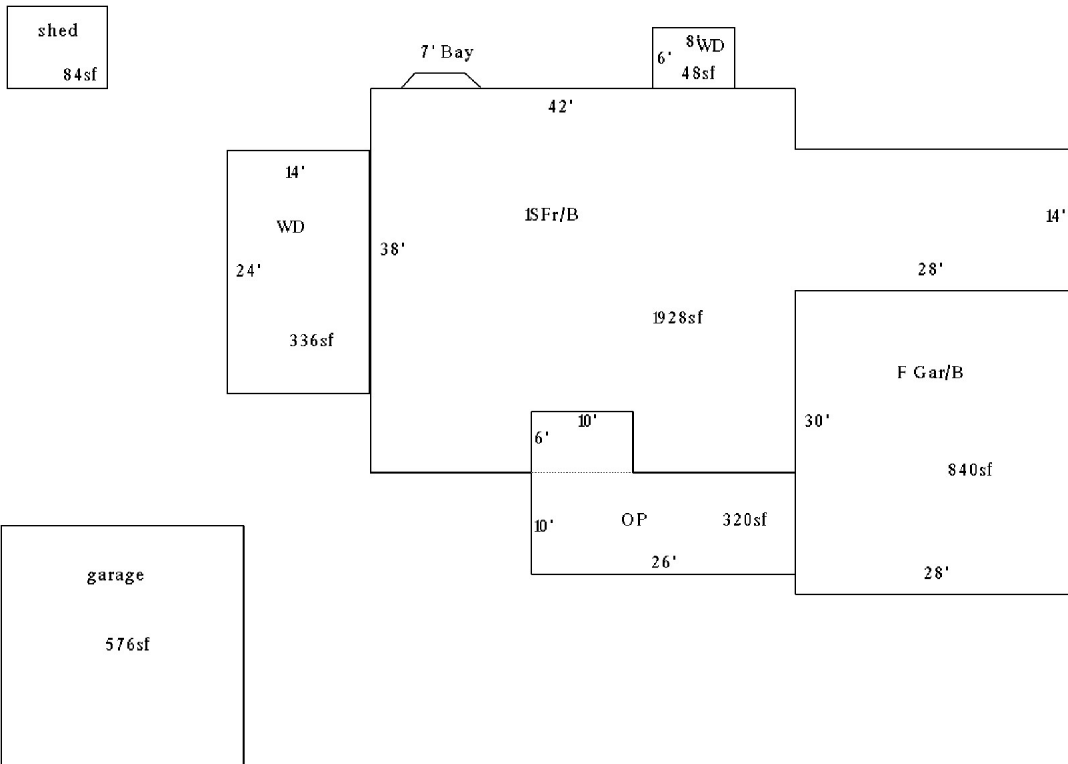 shed
84sf
7' Bay
8'
WD
6'
48sf
42'
14'
WD
24'
336sf
38'
1SFr/B
1928sf
14'
28'
F Gar/B
30'
840sf
28'
10'
6'
10'
OP
320sf
26'
garage
576sf